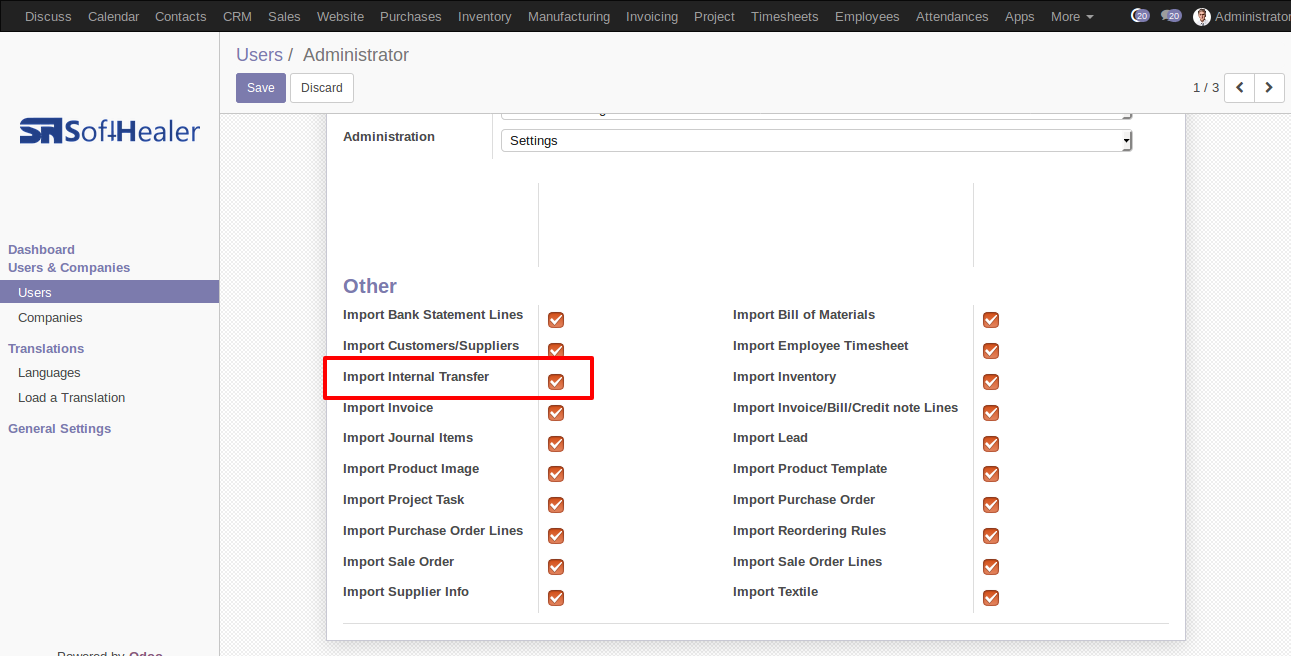 Discuss Calendar Contacts CRM Sales Website Purchases Inventory Manufacturing Invoicing Project Timesheets Employees Attendances Apps More 20 20 Administrator
Users / Administrator
Save Discard
1 / 3
SoftHealer
Administration
Settings
Dashboard
Users & Companies
Users
Companies
Translations
Languages
Load a Translation
General Settings
Other
Import Bank Statement Lines Import Bill of Materials
Import Customers/Suppliers Import Employee Timesheet
Import Internal Transfer Import Inventory
Import Invoice Import Invoice/Bill/Credit note Lines
Import Journal Items Import Lead
Import Product Image Import Product Template
Import Project Task Import Purchase Order
Import Purchase Order Lines Import Reordering Rules
Import Sale Order Import Sale Order Lines
Import Supplier Info Import Textile
Powered by Odoo